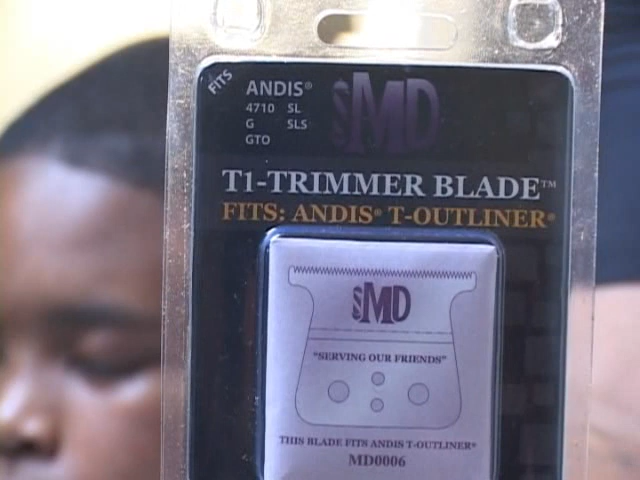 FITS
ANDIS®
4710 SL
G SLS
GTO
MD
T1-TRIMMER BLADE™
FITS: ANDIS® T-OUTLINER®
MD
"SERVING OUR FRIENDS"
THIS BLADE FITS ANDIS T-OUTLINER®
MD0006